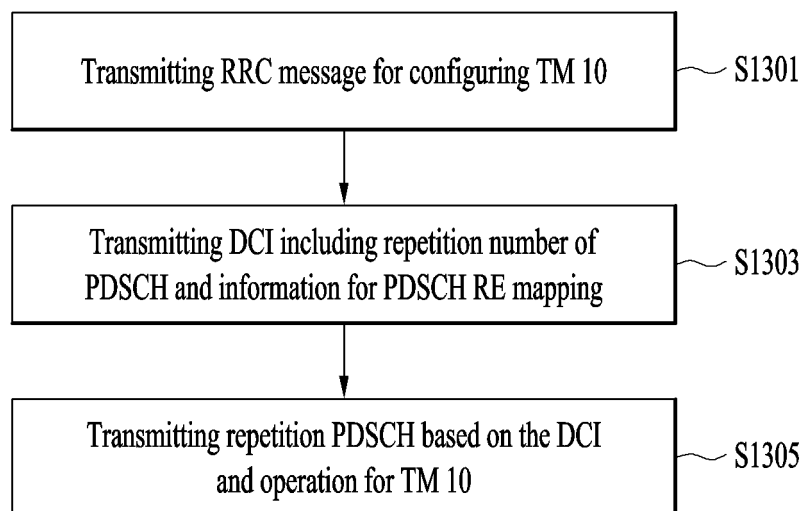 Transmitting RRC message for configuring TM 10
S1301
Transmitting DCI including repetition number of
PDSCH and information for PDSCH RE mapping
S1303
Transmitting repetition PDSCH based on the DCI
and operation for TM 10
S1305